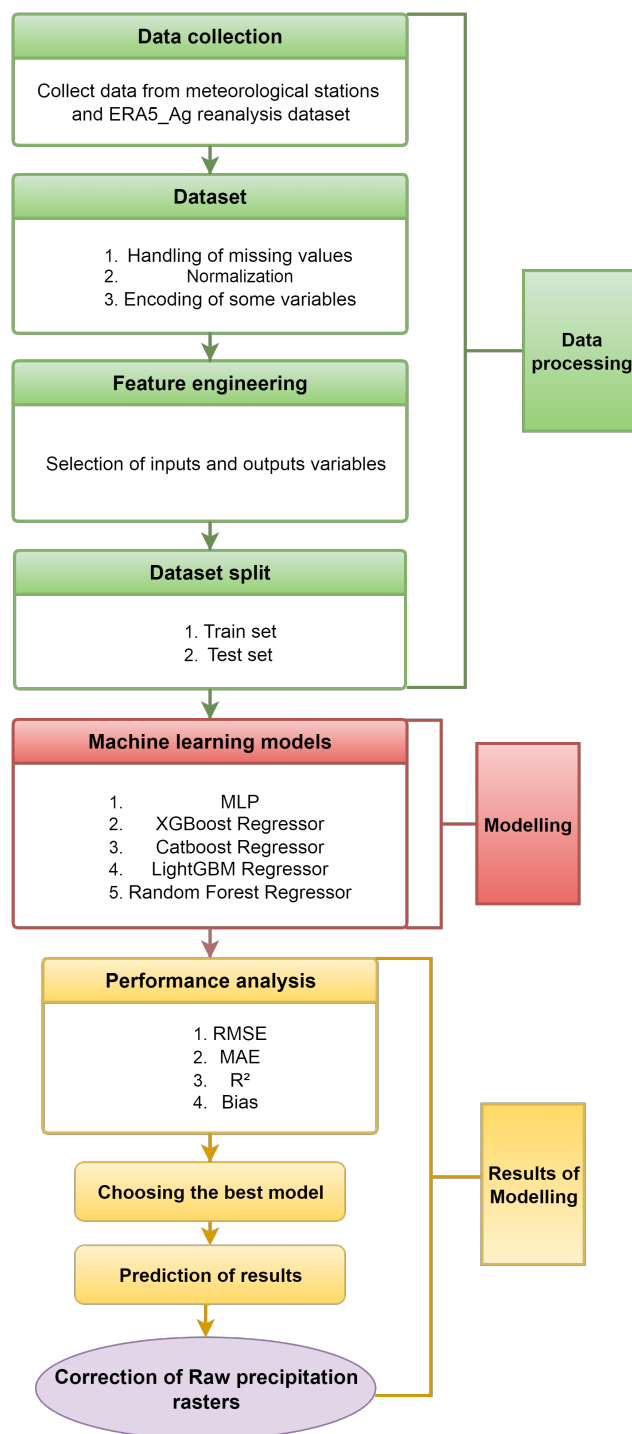 Data collection
Collect data from meteorological stations
and ERA5_Ag reanalysis dataset
Dataset
1. Handling of missing values
2. Normalization
3. Encoding of some variables
Feature engineering
Selection of inputs and outputs variables
Dataset split
1. Train set
2. Test set
Data
processing
Machine learning models
1. MLP
2. XGBoost Regressor
3. Catboost Regressor
4. LightGBM Regressor
5. Random Forest Regressor
Modelling
Performance analysis
1. RMSE
2. MAE
3. R²
4. Bias
Choosing the best model
Prediction of results
Correction of Raw precipitation
rasters
Results of
Modelling